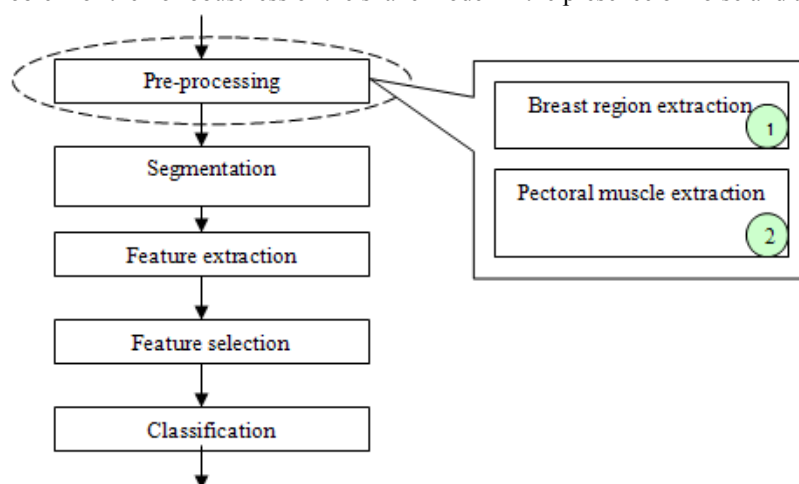 Pre-processing
Segmentation
Feature extraction
Feature selection
Classification
Breast region extraction
1
Pectoral muscle extraction
2